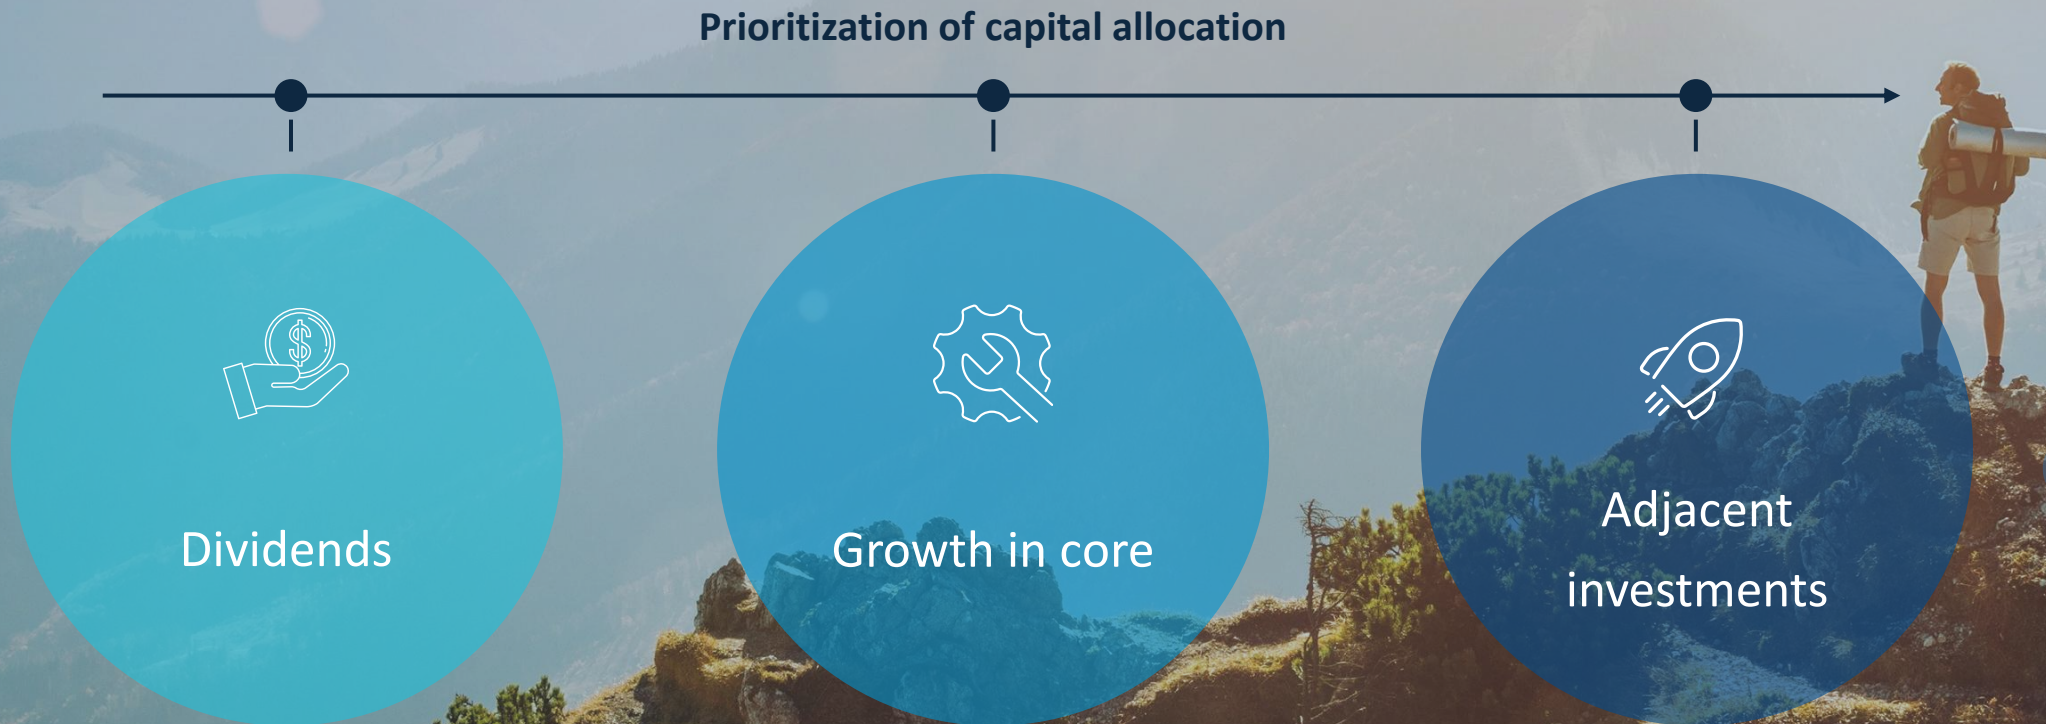 Prioritization of capital allocation
$
Dividends
Growth in core
Adjacent
investments